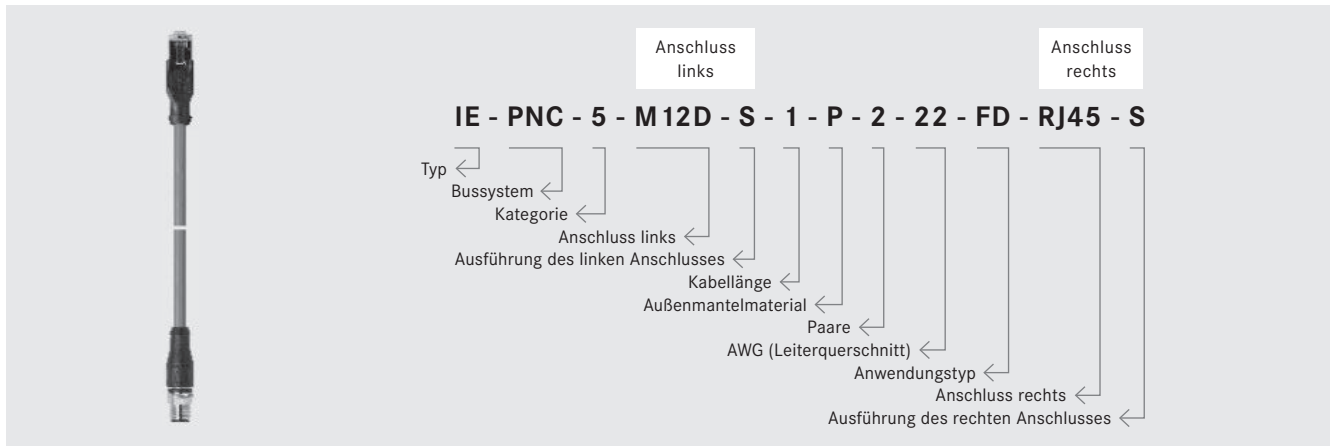 Anschluss
links
Anschluss
rechts
IE - PNC - 5 - M12D - S - 1 - P - 2 - 22 - FD - RJ45 - S
Typ
Bussystem
Kategorie
Anschluss links
Ausführung des linken Anschlusses
Kabellänge
Außenmantelmaterial
Paare
AWG (Leiterquerschnitt)
Anwendungstyp
Anschluss rechts
Ausführung des rechten Anschlusses